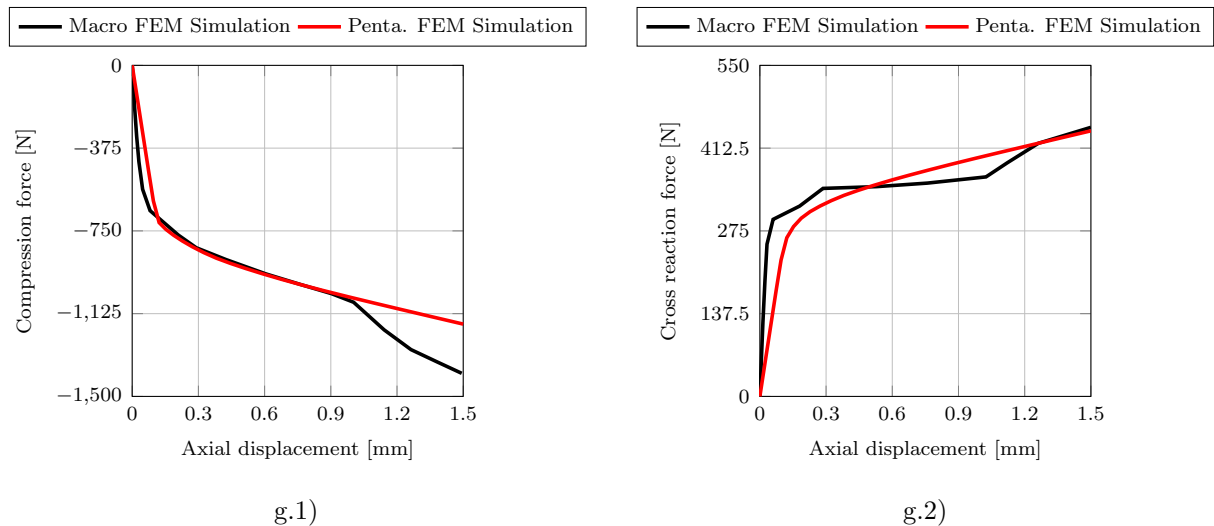 Macro FEM Simulation Penta. FEM Simulation
0
−375
−750
−1,125
−1,500
Compression force [N]
0 0.3 0.6 0.9 1.2 1.5
Axial displacement [mm]
g.1)
Macro FEM Simulation Penta. FEM Simulation
550
412.5
275
137.5
0
Cross reaction force [N]
0 0.3 0.6 0.9 1.2 1.5
Axial displacement [mm]
g.2)